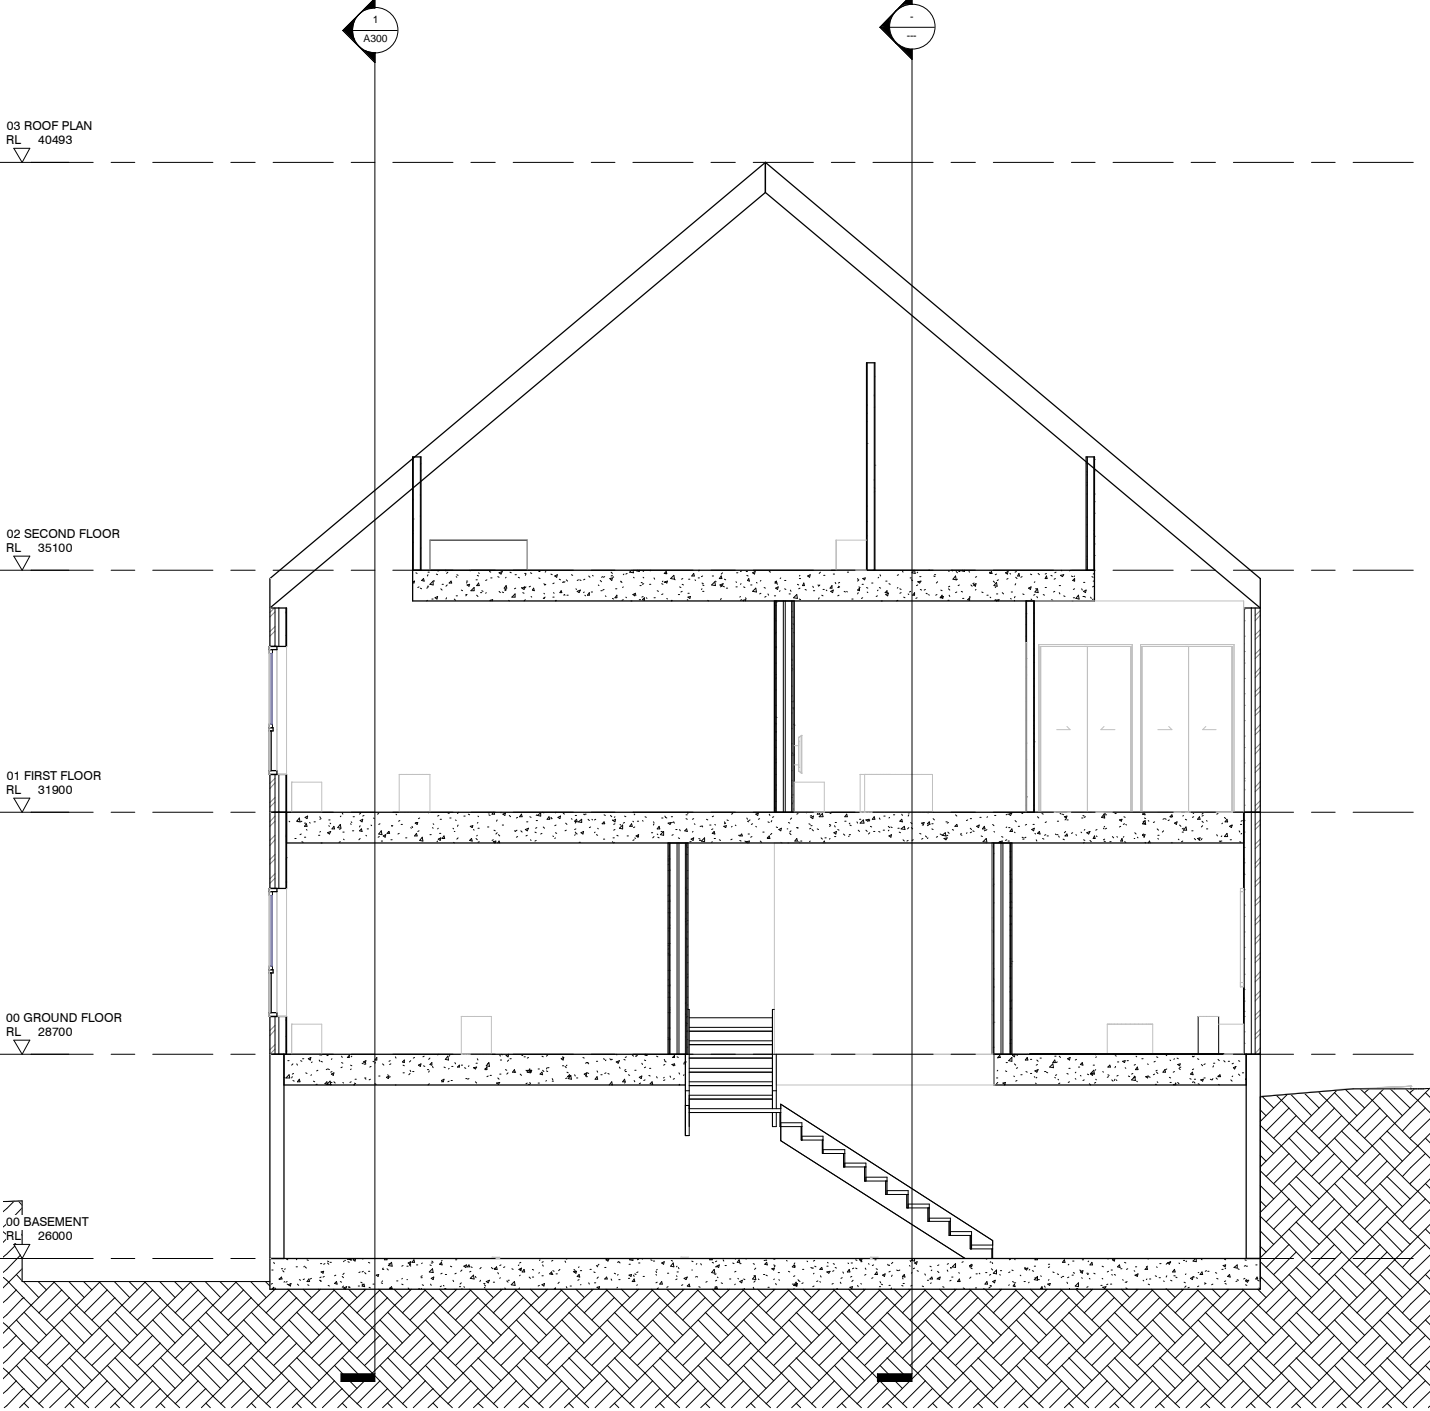 1
A300
-
---
03 ROOF PLAN
RL 40493
02 SECOND FLOOR
RL 35100
01 FIRST FLOOR
RL 31900
00 GROUND FLOOR
RL 28700
00 BASEMENT
RL 26000